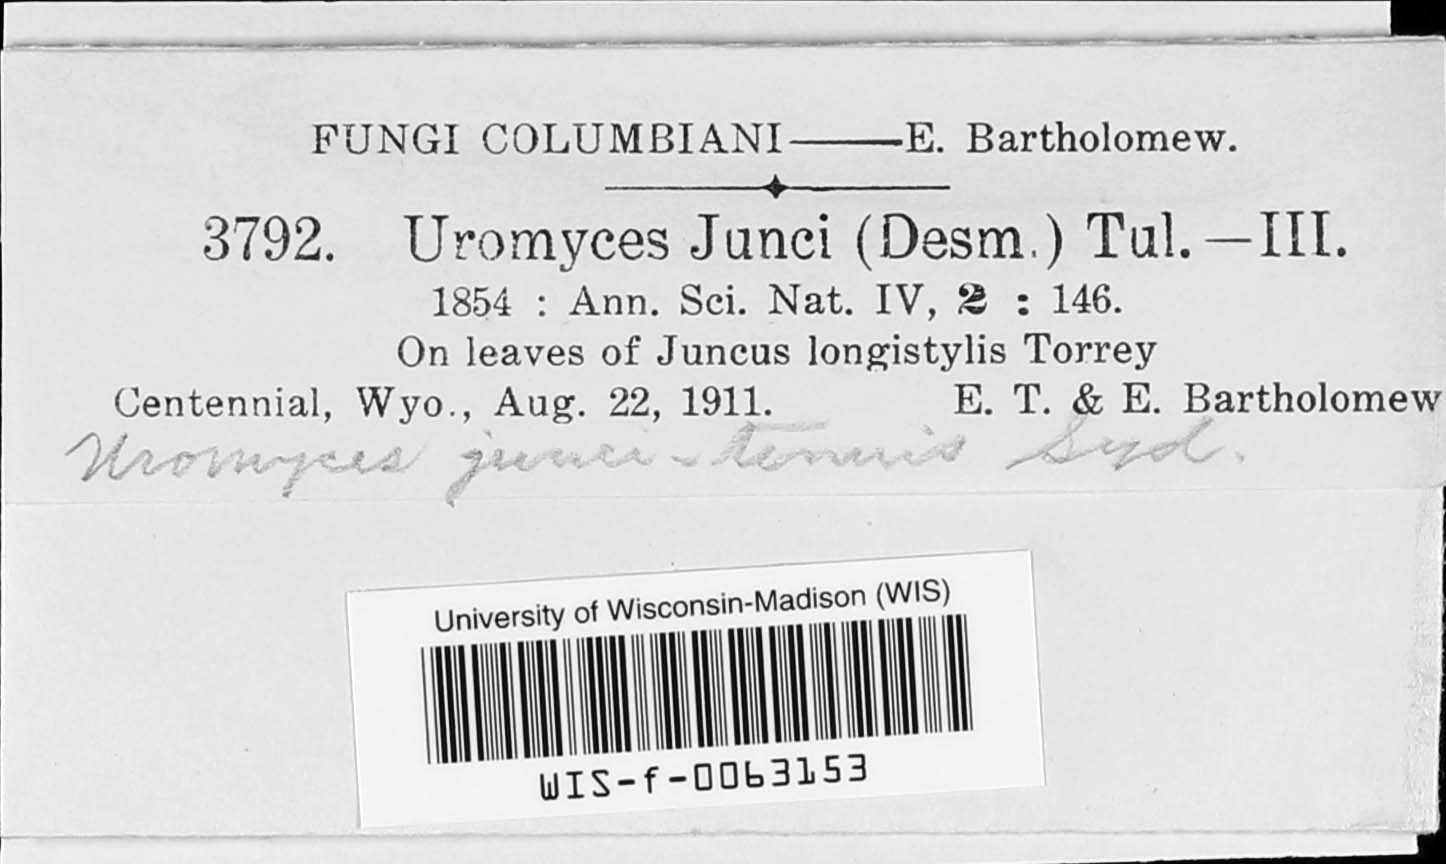 FUNGI COLUMBIANI——E. Bartholomew.
3792. Uromyces Junci (Desm.) Tul. —III.
1854 : Ann. Sci. Nat. IV, 2 : 146.
On leaves of Juncus longistylis Torrey
Centennial, Wyo., Aug. 22, 1911. E. T. & E. Bartholomew
Uromyces junci-tenuis Syd.
University of Wisconsin-Madison (WIS)
WIS-f-0063153